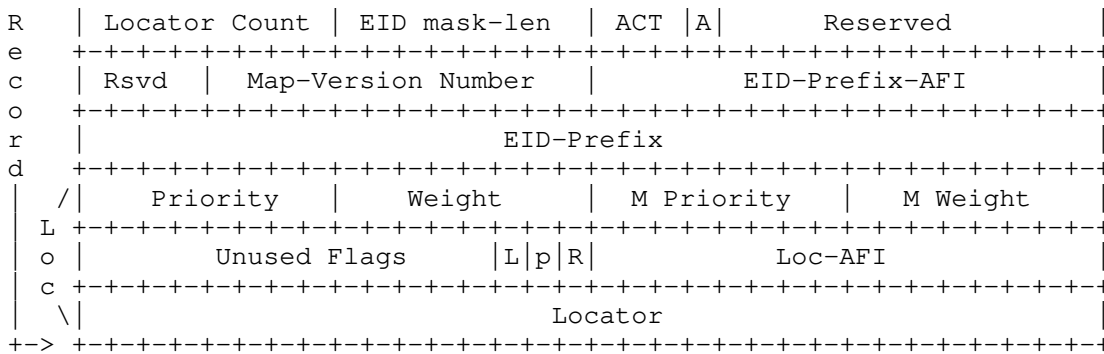 R   | Locator Count | EID mask-len  | ACT |A|      Reserved         |
e   +-+-+-+-+-+-+-+-+-+-+-+-+-+-+-+-+-+-+-+-+-+-+-+-+-+-+-+-+-+-+-+-+
c   | Rsvd  |  Map-Version Number   |         EID-Prefix-AFI        |
o   +-+-+-+-+-+-+-+-+-+-+-+-+-+-+-+-+-+-+-+-+-+-+-+-+-+-+-+-+-+-+-+-+
r   |                          EID-Prefix                           |
d   +-+-+-+-+-+-+-+-+-+-+-+-+-+-+-+-+-+-+-+-+-+-+-+-+-+-+-+-+-+-+-+-+
|  /|    Priority   |    Weight     |  M Priority   |   M Weight    |
| L +-+-+-+-+-+-+-+-+-+-+-+-+-+-+-+-+-+-+-+-+-+-+-+-+-+-+-+-+-+-+-+-+
| o |        Unused Flags     |L|p|R|           Loc-AFI             |
| c +-+-+-+-+-+-+-+-+-+-+-+-+-+-+-+-+-+-+-+-+-+-+-+-+-+-+-+-+-+-+-+-+
|  \|                             Locator                           |
+-> +-+-+-+-+-+-+-+-+-+-+-+-+-+-+-+-+-+-+-+-+-+-+-+-+-+-+-+-+-+-+-+-+